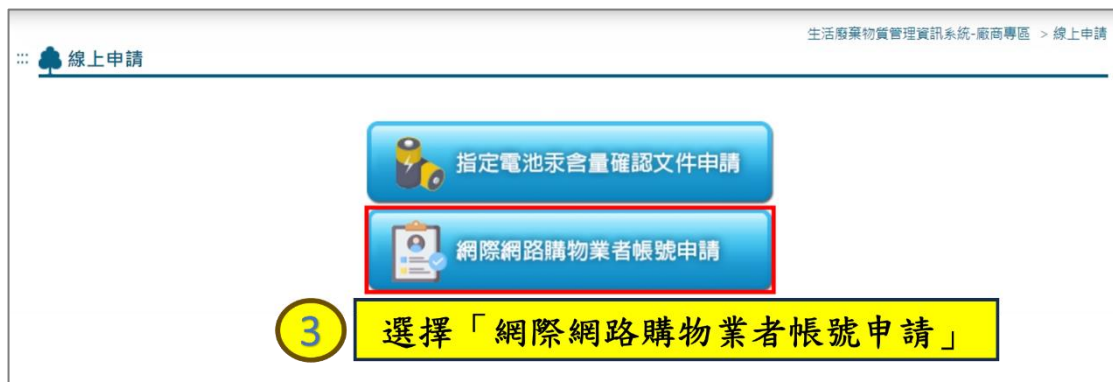 生活廢棄物質管理資訊系統-廠商專區 > 線上申請
::: 線上申請
指定電池汞含量確認文件申請
網際網路購物業者帳號申請
3 選擇「網際網路購物業者帳號申請」